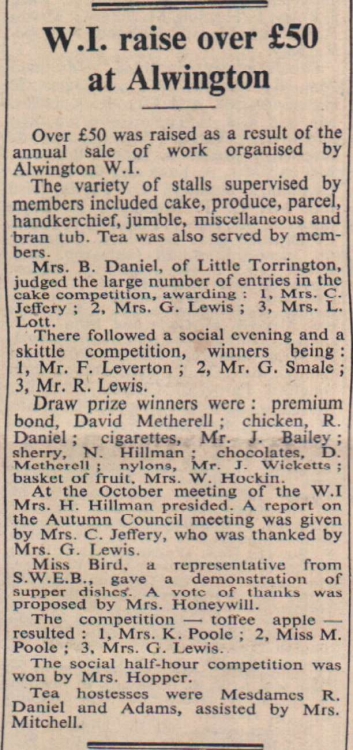 W.I. raise over £50
at Alwington
Over £50 was raised as a result of the
annual sale of work organised by
Alwington W.I.
The variety of stalls supervised by
members included cake, produce, parcel,
handkerchief, jumble, miscellaneous and
bran tub. Tea was also served by mem-
bers.
Mrs. B. Daniel, of Little Torrington,
judged the large number of entries in the
cake competition, awarding : 1, Mrs. C.
Jeffery ; 2, Mrs. G. Lewis ; 3, Mrs. L.
Lott.
There followed a social evening and a
skittle competition, winners being :
1, Mr. F. Leverton ; 2, Mr. G. Smale ;
3, Mr. R. Lewis.
Draw prize winners were : premium
bond, David Metherell ; chicken, R.
Daniel ; cigarettes, Mr. J. Bailey ;
sherry, N. Hillman ; chocolates, D.
Metherell ; nylons, Mr. J. Wicketts ;
basket of fruit, Mrs. W. Hockin.
At the October meeting of the W.I
Mrs. H. Hillman presided. A report on
the Autumn Council meeting was given
by Mrs. C. Jeffery, who was thanked by
Mrs. G. Lewis.
Miss Bird, a representative from
S.W.E.B., gave a demonstration of
supper dishes. A vote of thanks was
proposed by Mrs. Honeywill.
The competition — toffee apple —
resulted : 1, Mrs. K. Poole ; 2, Miss M.
Poole ; 3, Mrs. G. Lewis.
The social half-hour competition was
won by Mrs. Hopper.
Tea hostesses were Mesdames R.
Daniel and Adams, assisted by Mrs.
Mitchell.